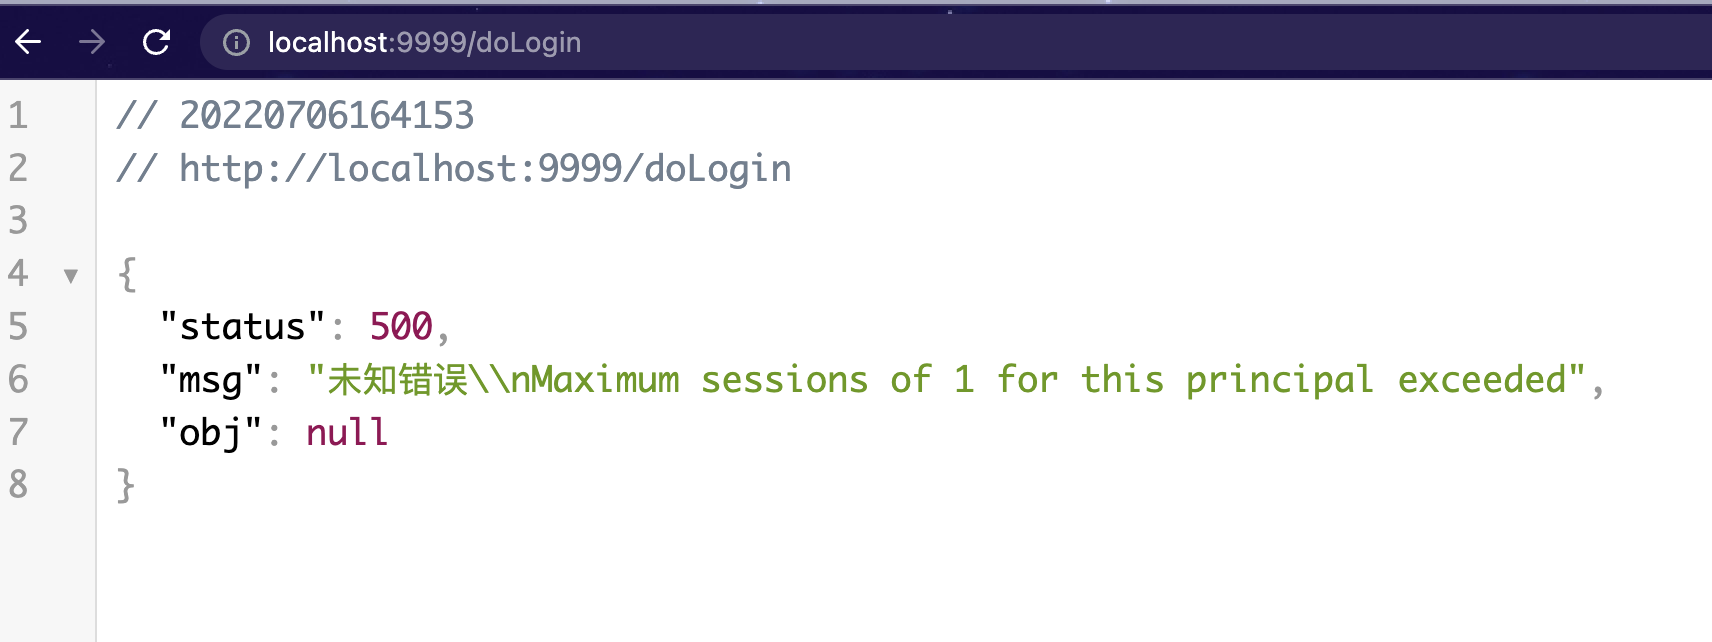 localhost:9999/doLogin
1 // 20220706164153
2 // http://localhost:9999/doLogin
3
4 ▼ {
5 "status": 500,
6 "msg": "未知错误\\nMaximum sessions of 1 for this principal exceeded",
7 "obj": null
8 }